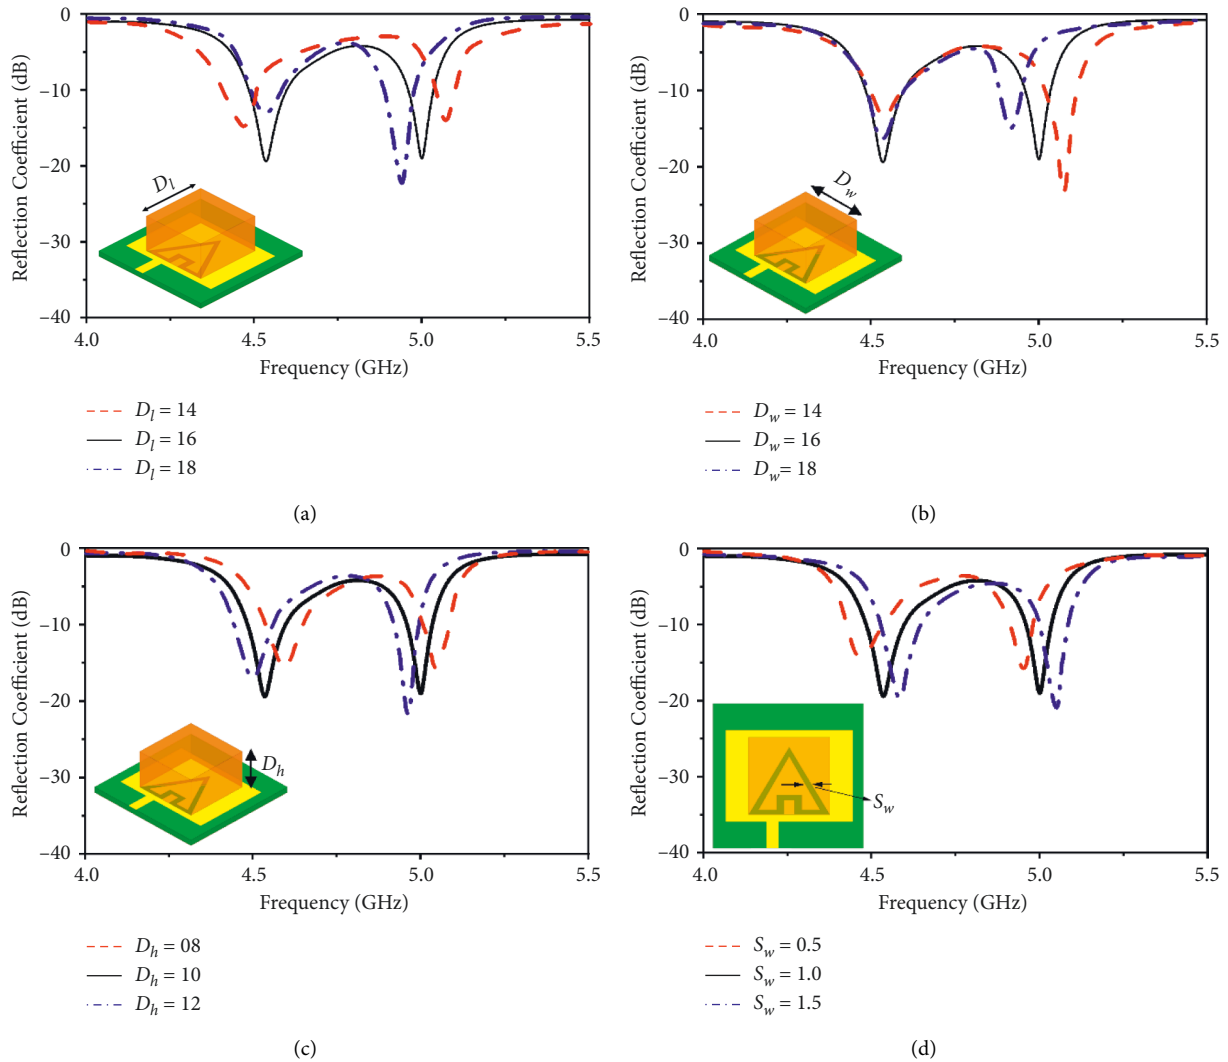 0
−10
−20
−30
−40
Reflection Coefficient (dB)
D_l
4.0 4.5 5.0 5.5
Frequency (GHz)
D_l = 14
D_l = 16
D_l = 18
(a)
0
−10
−20
−30
−40
Reflection Coefficient (dB)
D_w
4.0 4.5 5.0 5.5
Frequency (GHz)
D_w = 14
D_w = 16
D_w = 18
(b)
0
−10
−20
−30
−40
Reflection Coefficient (dB)
D_h
4.0 4.5 5.0 5.5
Frequency (GHz)
D_h = 08
D_h = 10
D_h = 12
(c)
0
−10
−20
−30
−40
Reflection Coefficient (dB)
S_w
4.0 4.5 5.0 5.5
Frequency (GHz)
S_w = 0.5
S_w = 1.0
S_w = 1.5
(d)